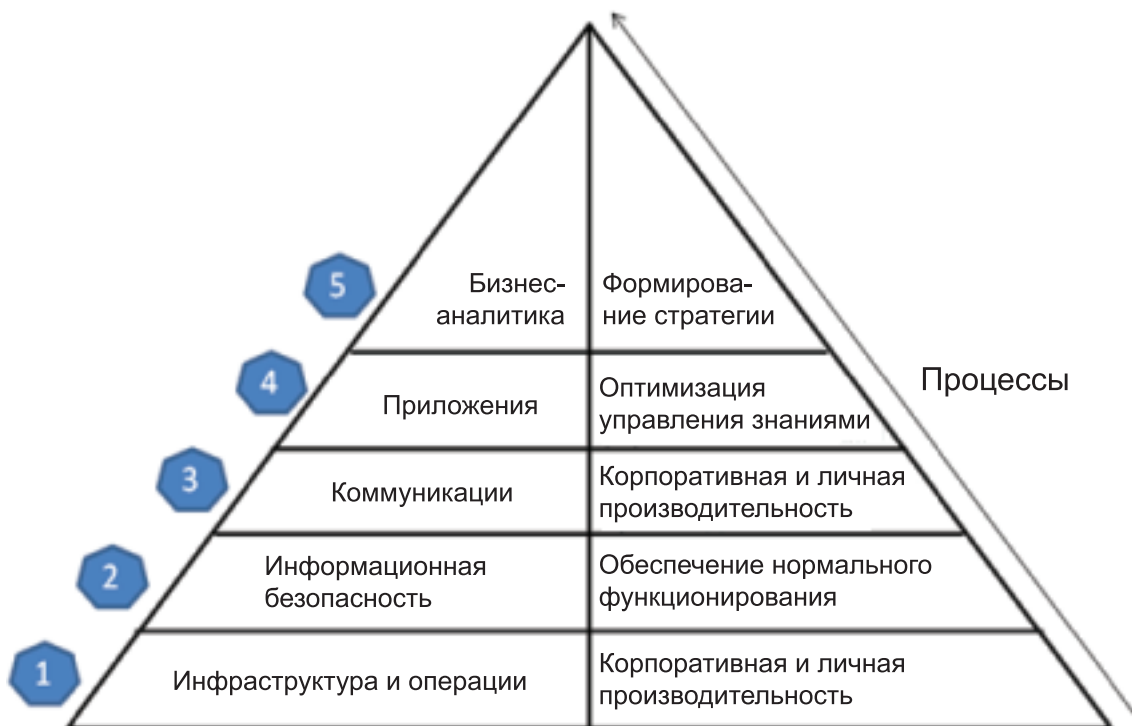 5
Бизнес-
аналитика
Формирова-
ние стратегии
4
Приложения
Оптимизация
управления знаниями
Процессы
3
Коммуникации
Корпоративная и личная
производительность
2
Информационная
безопасность
Обеспечение нормального
функционирования
1
Инфраструктура и операции
Корпоративная и личная
производительность